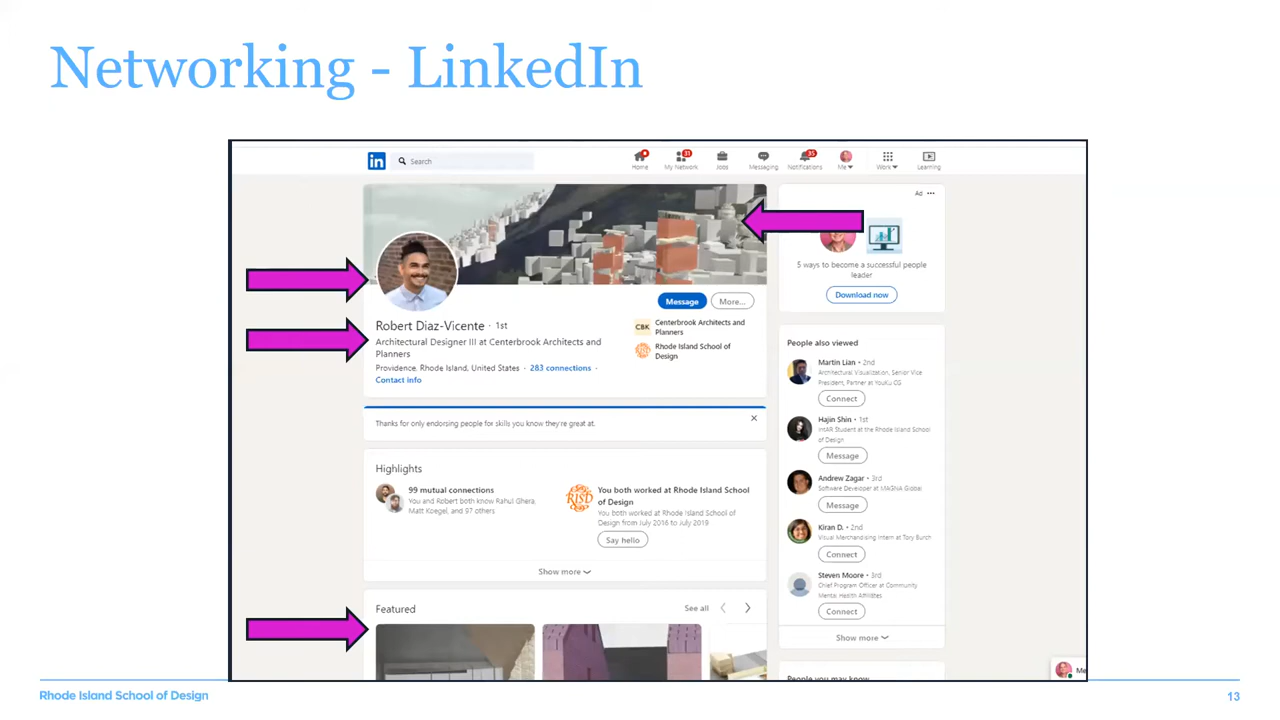 Networking - LinkedIn
in
Search
Home
My Network
31
Jobs
Messaging
Notifications
35
Me
Work
Learning
Ad
5 ways to become a successful people
leader
Download now
Message
More...
Robert Diaz-Vicente · 1st
Architectural Designer III at Centerbrook Architects and
Planners
Providence, Rhode Island, United States · 283 connections ·
Contact info
CBK
Centerbrook Architects and
Planners
Rhode Island School of
Design
Thanks for only endorsing people for skills you know they're great at.
Highlights
99 mutual connections
You and Robert both know Rahul Ghera,
Matt Koegel, and 97 others
RISD
You both worked at Rhode Island School
of Design
You both worked at Rhode Island School of
Design from July 2016 to July 2019
Say hello
Show more
Featured
See all
People also viewed
Martin Lian • 2nd
Architectural Visualization, Senior Vice
President, Partner at YouKu CG
Connect
Hajin Shin • 1st
IntAR Student at the Rhode Island School
of Design
Message
Andrew Zagar • 3rd
Software Developer at MAGNA Global
Message
Kiran D. • 2nd
Visual Merchandising Intern at Tory Burch
Connect
Steven Moore • 3rd
Chief Program Officer at Community
Mental Health Affiliates
Connect
Show more
People you may know
Me
Rhode Island School of Design
13